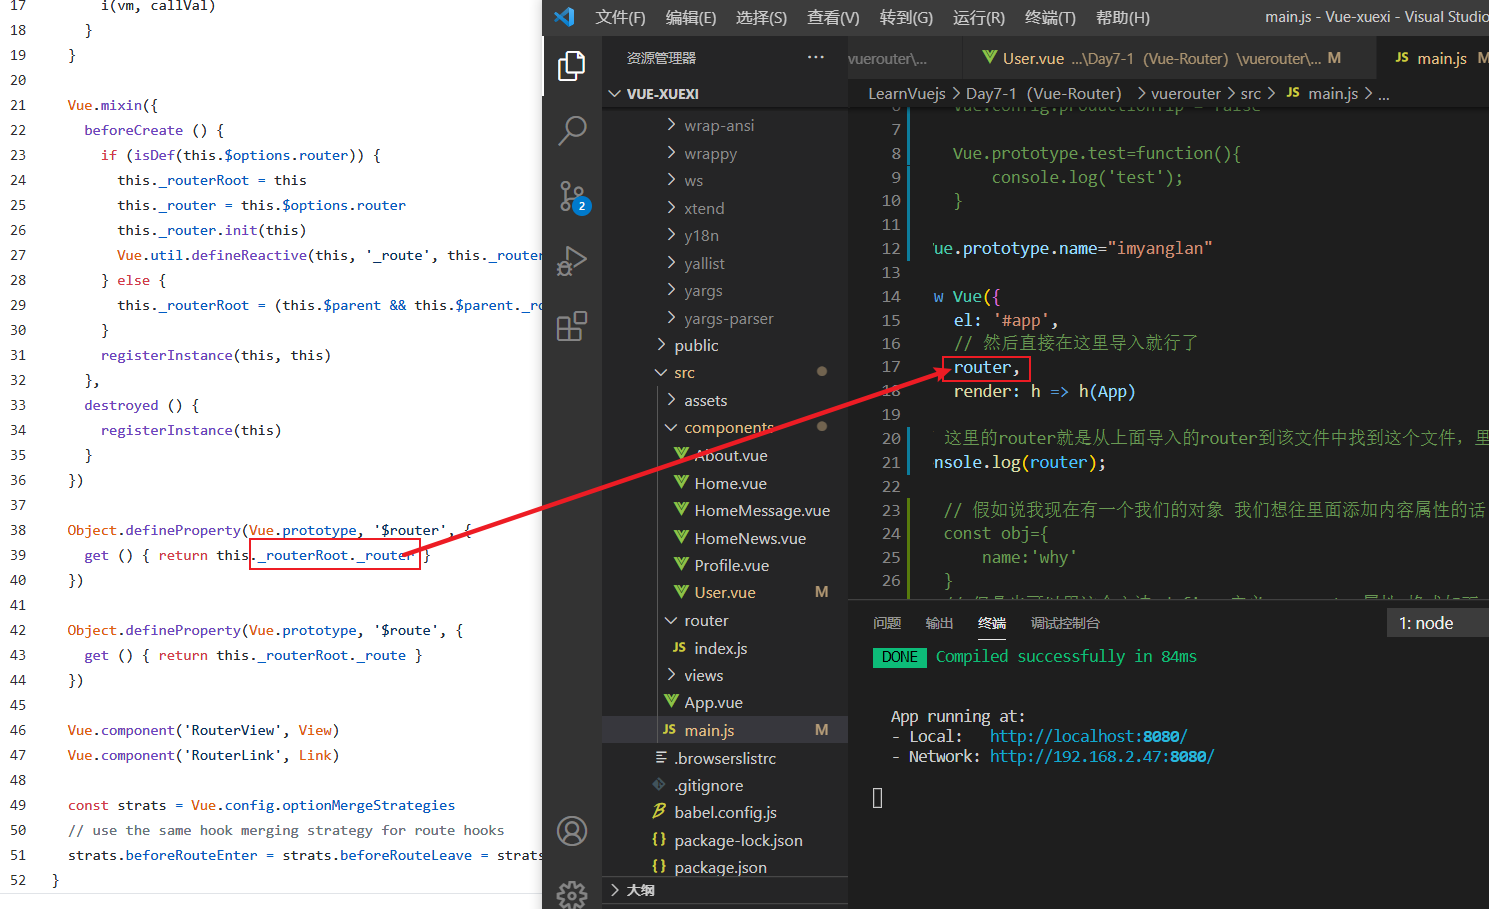 17 i(vm, callVal)
18 }
19 }
20
21 Vue.mixin({
22 beforeCreate () {
23 if (isDef(this.$options.router)) {
24 this._routerRoot = this
25 this._router = this.$options.router
26 this._router.init(this)
27 Vue.util.defineReactive(this, '_route', this._router
28 } else {
29 this._routerRoot = (this.$parent && this.$parent._ro
30 }
31 registerInstance(this, this)
32 },
33 destroyed () {
34 registerInstance(this)
35 }
36 })
37
38 Object.defineProperty(Vue.prototype, '$router', {
39 get () { return this._routerRoot._router }
40 })
41
42 Object.defineProperty(Vue.prototype, '$route', {
43 get () { return this._routerRoot._route }
44 })
45
46 Vue.component('RouterView', View)
47 Vue.component('RouterLink', Link)
48
49 const strats = Vue.config.optionMergeStrategies
50 // use the same hook merging strategy for route hooks
51 strats.beforeRouteEnter = strats.beforeRouteLeave = strats
52 }
文件(F) 编辑(E) 选择(S) 查看(V) 转到(G) 运行(R) 终端(T) 帮助(H) main.js - Vue-xuexi - Visual Studio
2
资源管理器 ···
VUE-XUEXI
wrap-ansi
wrappy
ws
xtend
y18n
yallist
yargs
yargs-parser
public
src
assets
components
About.vue
Home.vue
HomeMessage.vue
HomeNews.vue
Profile.vue
User.vue M
router
JS index.js
views
App.vue
JS main.js M
.browserslistrc
.gitignore
babel.config.js
{} package-lock.json
{} package.json
大纲
vuerouter\... User.vue ...\Day7-1 (Vue-Router) \vuerouter\... M JS main.js M
LearnVuejs > Day7-1 (Vue-Router) > vuerouter > src > JS main.js > ...
6 Vue.config.productionTip = false
7
8 Vue.prototype.test=function(){
9 console.log('test');
10 }
11
12 ue.prototype.name="imyanglan"
13
14 w Vue({
15 el: '#app',
16 // 然后直接在这里导入就行了
17 router,
18 render: h => h(App)
19
20 这里的router就是从上面导入的router到该文件中找到这个文件，里
21 nsole.log(router);
22
23 // 假如说我现在有一个我们的对象 我们想往里面添加内容属性的话
24 const obj={
25 name:'why'
26 }
问题 输出 终端 调试控制台 1: node
DONE Compiled successfully in 84ms
App running at:
- Local: http://localhost:8080/
- Network: http://192.168.2.47:8080/